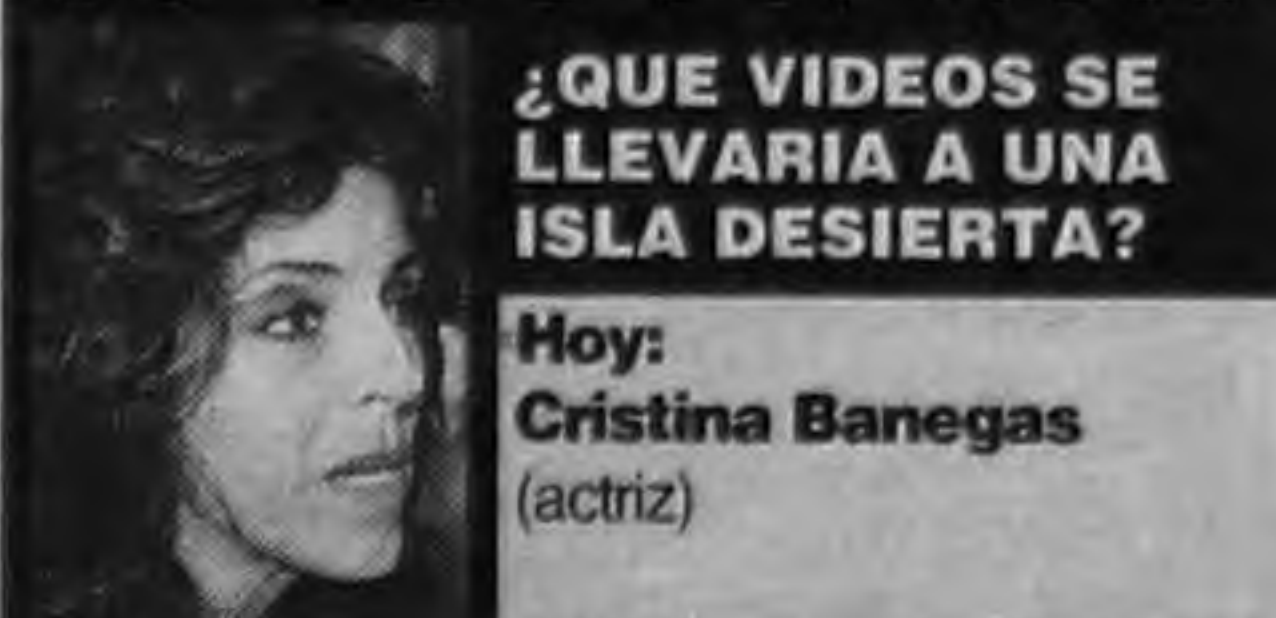 ¿QUE VIDEOS SE
LLEVARIA A UNA
ISLA DESIERTA?
Hoy:
Cristina Banegas
(actriz)